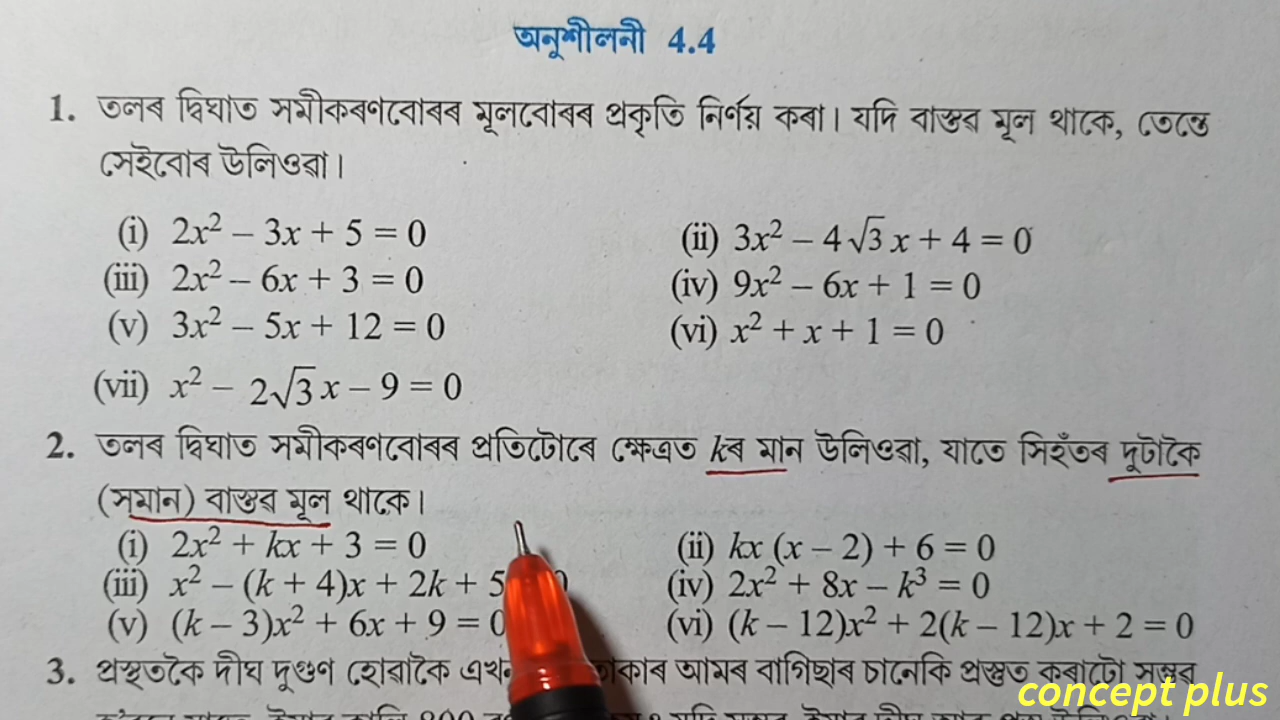 অনুশীলনী 4.4
1. তলৰ দ্বিঘাত সমীকৰণবোৰৰ মূলবোৰৰ প্ৰকৃতি নিৰ্ণয় কৰা। যদি বাস্তৱ মূল থাকে, তেন্তে
সেইবোৰ উলিওৱা।
(i) 2x² – 3x + 5 = 0 (ii) 3x² – 4√3 x + 4 = 0
(iii) 2x² – 6x + 3 = 0 (iv) 9x² – 6x + 1 = 0
(v) 3x² – 5x + 12 = 0 (vi) x² + x + 1 = 0
(vii) x² – 2√3 x – 9 = 0
2. তলৰ দ্বিঘাত সমীকৰণবোৰৰ প্ৰতিটোৰে ক্ষেত্ৰত kৰ মান উলিওৱা, যাতে সিহঁতৰ দুটাকৈ
(সমান) বাস্তৱ মূল থাকে।
(i) 2x² + kx + 3 = 0 (ii) kx (x – 2) + 6 = 0
(iii) x² – (k + 4)x + 2k + 5 0 (iv) 2x² + 8x – k³ = 0
(v) (k – 3)x² + 6x + 9 = 0 (vi) (k – 12)x² + 2(k – 12)x + 2 = 0
3. প্ৰস্থতকৈ দীঘ দুগুণ হোৱাকৈ আমৰ বাগিছাৰ চানেকি প্ৰস্তুত কৰাটো সম্ভৱ
concept plus